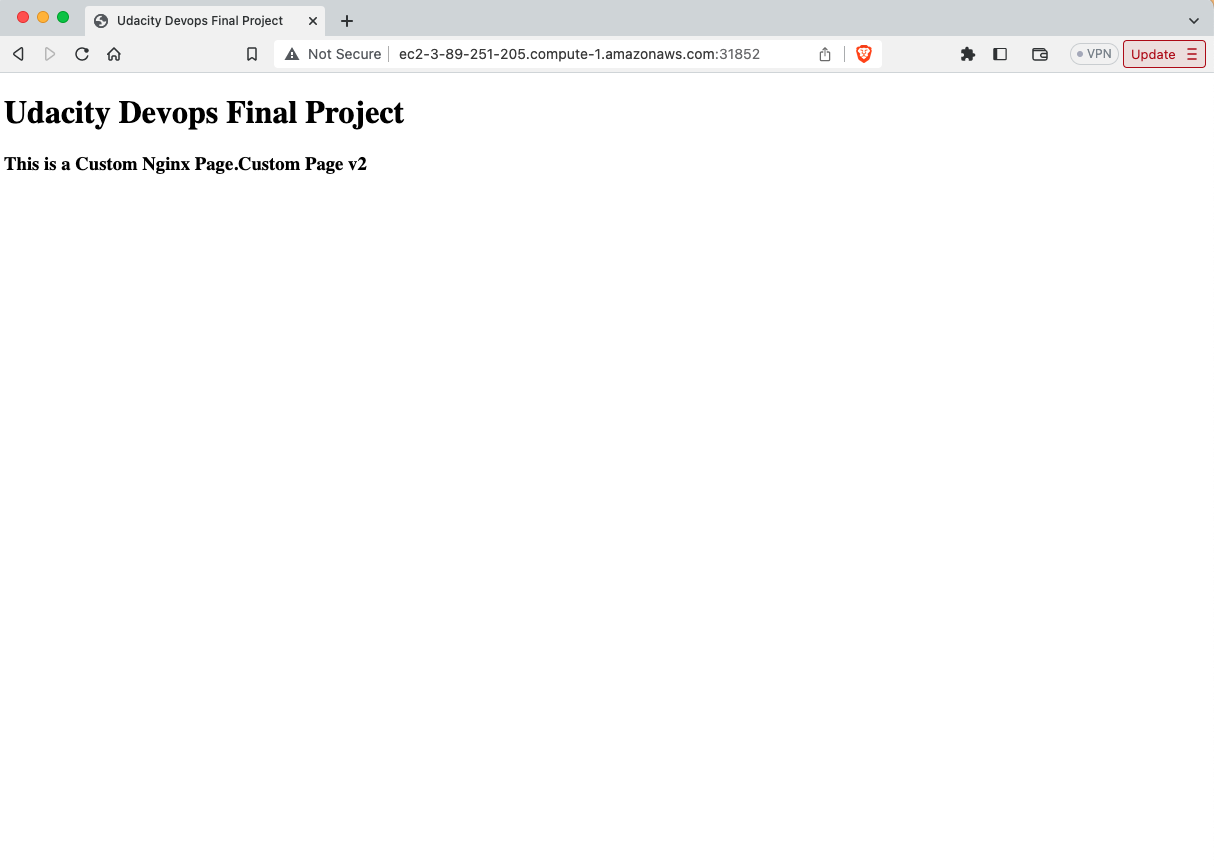 Udacity Devops Final Project
Not Secure ec2-3-89-251-205.compute-1.amazonaws.com:31852 VPN Update
Udacity Devops Final Project
This is a Custom Nginx Page.Custom Page v2